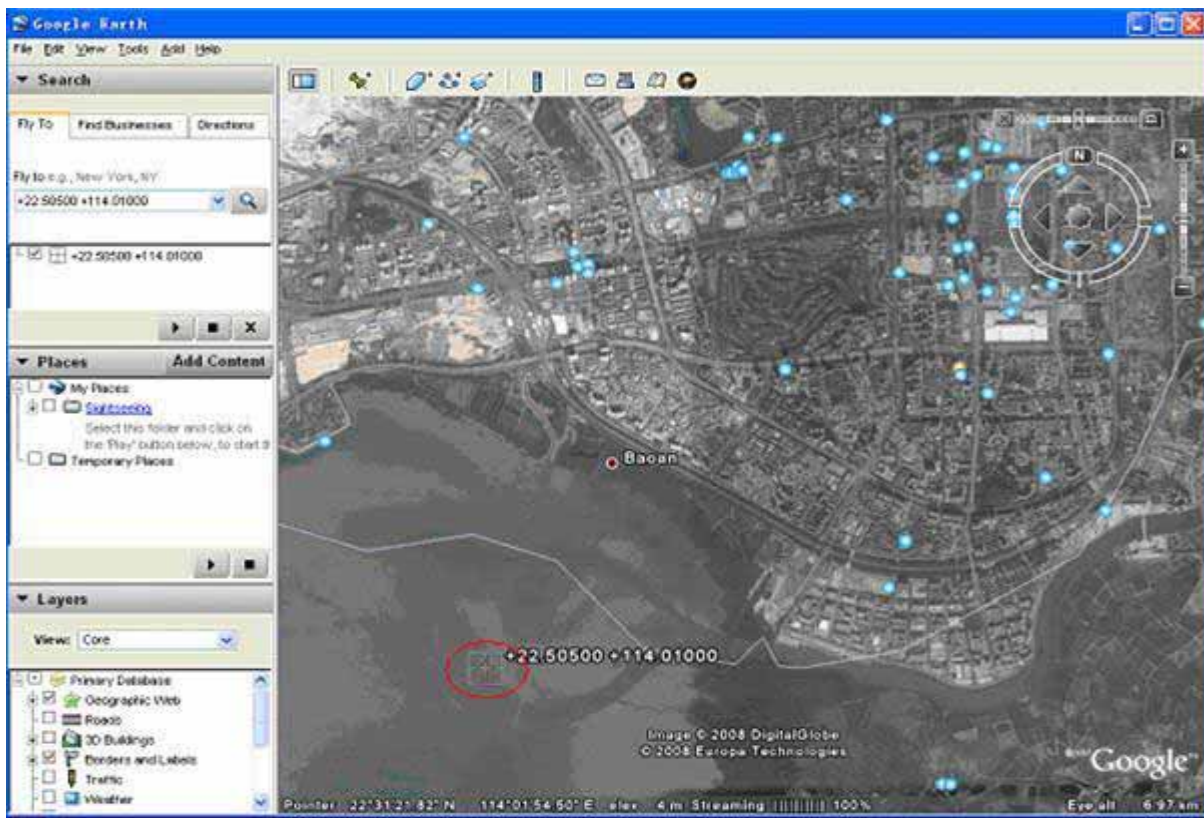 Google Earth
File Edit View Tools Add Help
Search
Fly To Find Businesses Directions
Fly to e.g., New York, NY
+22.50500 +114.01000
+22.50500 +114.01000
Places Add Content
My Places
Sightseeing
Select this folder and click on
the 'Play' button below, to start t
Temporary Places
Layers
View: Core
Primary Database
Geographic Web
Roads
3D Buildings
Borders and Labels
Traffic
Weather
N
Baoan
+22.50500 +114.01000
Image © 2008 DigitalGlobe
© 2008 Europa Technologies
Google
Pointer 22°31'21.82" N 114°01'54.50" E elev 4 m Streaming |||||||||| 100% Eye alt 6.97 km